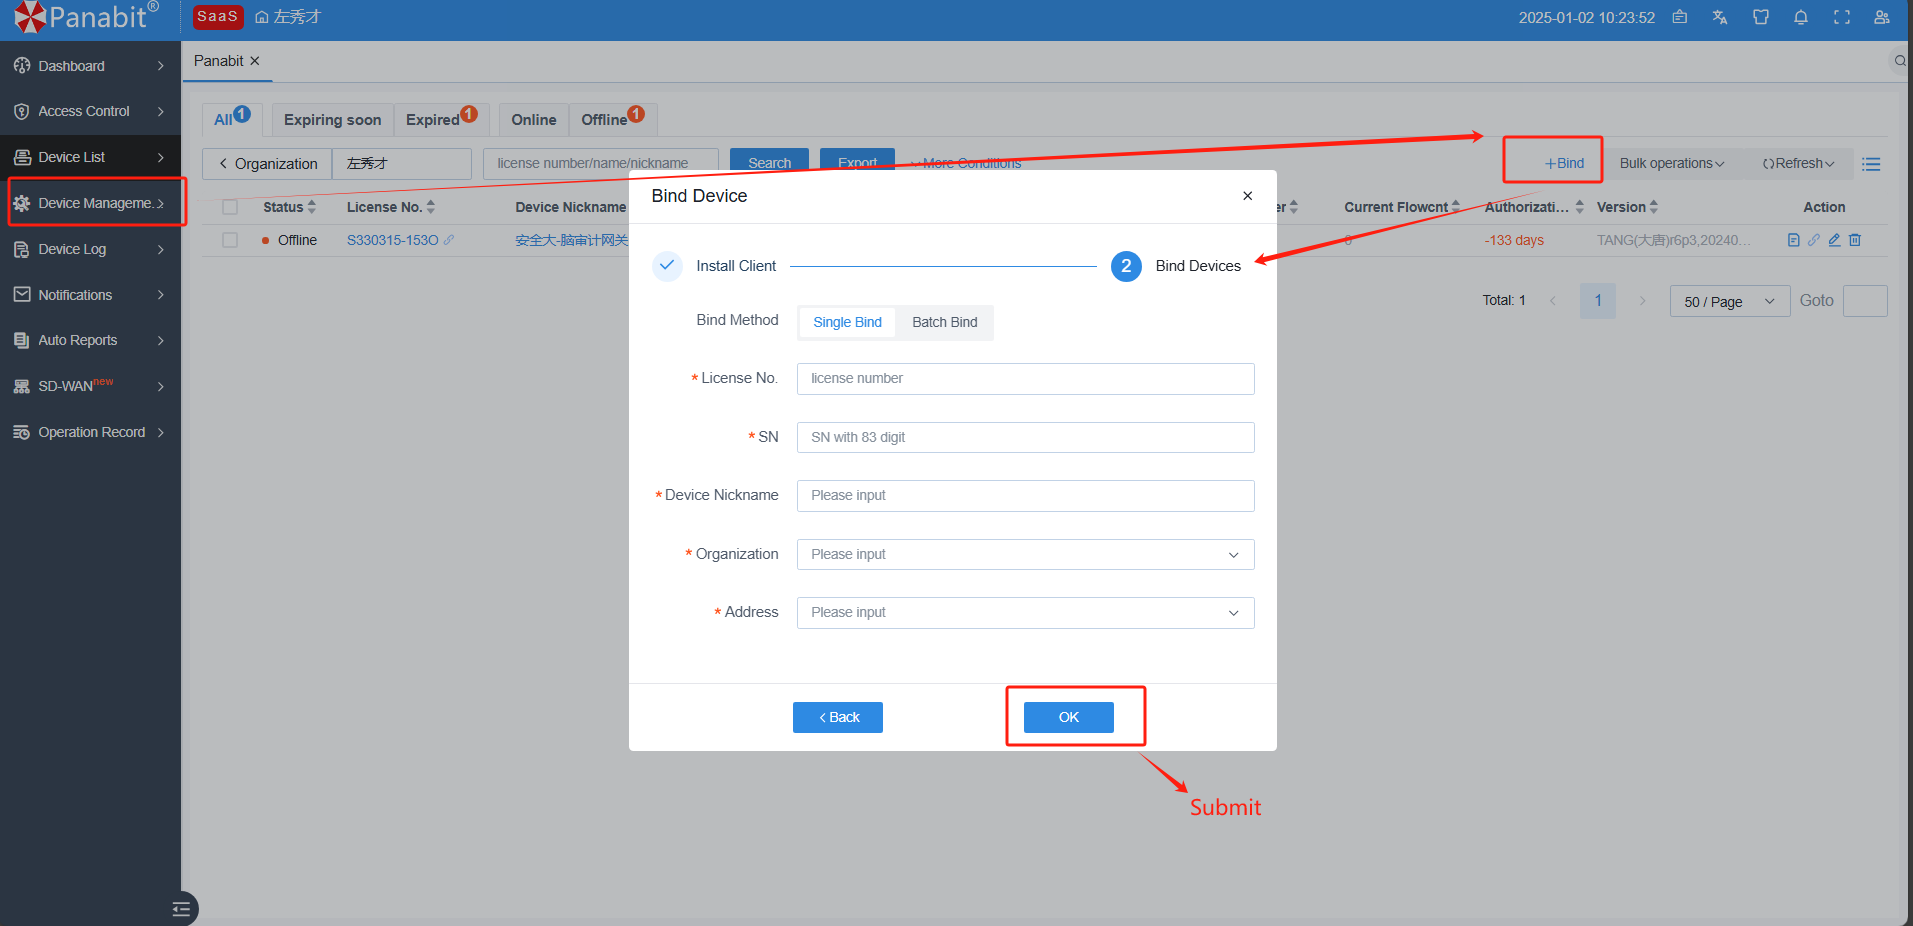 Panabit®
SaaS
左秀才
2025-01-02 10:23:52
Dashboard
Access Control
Device List
Device Manageme..
Device Log
Notifications
Auto Reports
SD-WAN new
Operation Record
Panabit
All 1
Expiring soon
Expired 1
Online
Offline 1
Organization
左秀才
license number/name/nickname
Search
Export
More Conditions
+Bind
Bulk operations
Refresh
Status
License No.
Device Nickname
er
Current Flowcnt
Authorizati...
Version
Action
Offline
S330315-153O
安全大-脑审计网关
0
-133 days
TANG(大唐)r6p3,20240...
Total: 1
1
50 / Page
Goto
Bind Device
Install Client
2
Bind Devices
Bind Method
Single Bind
Batch Bind
* License No.
license number
* SN
SN with 83 digit
* Device Nickname
Please input
* Organization
Please input
* Address
Please input
Back
OK
Submit